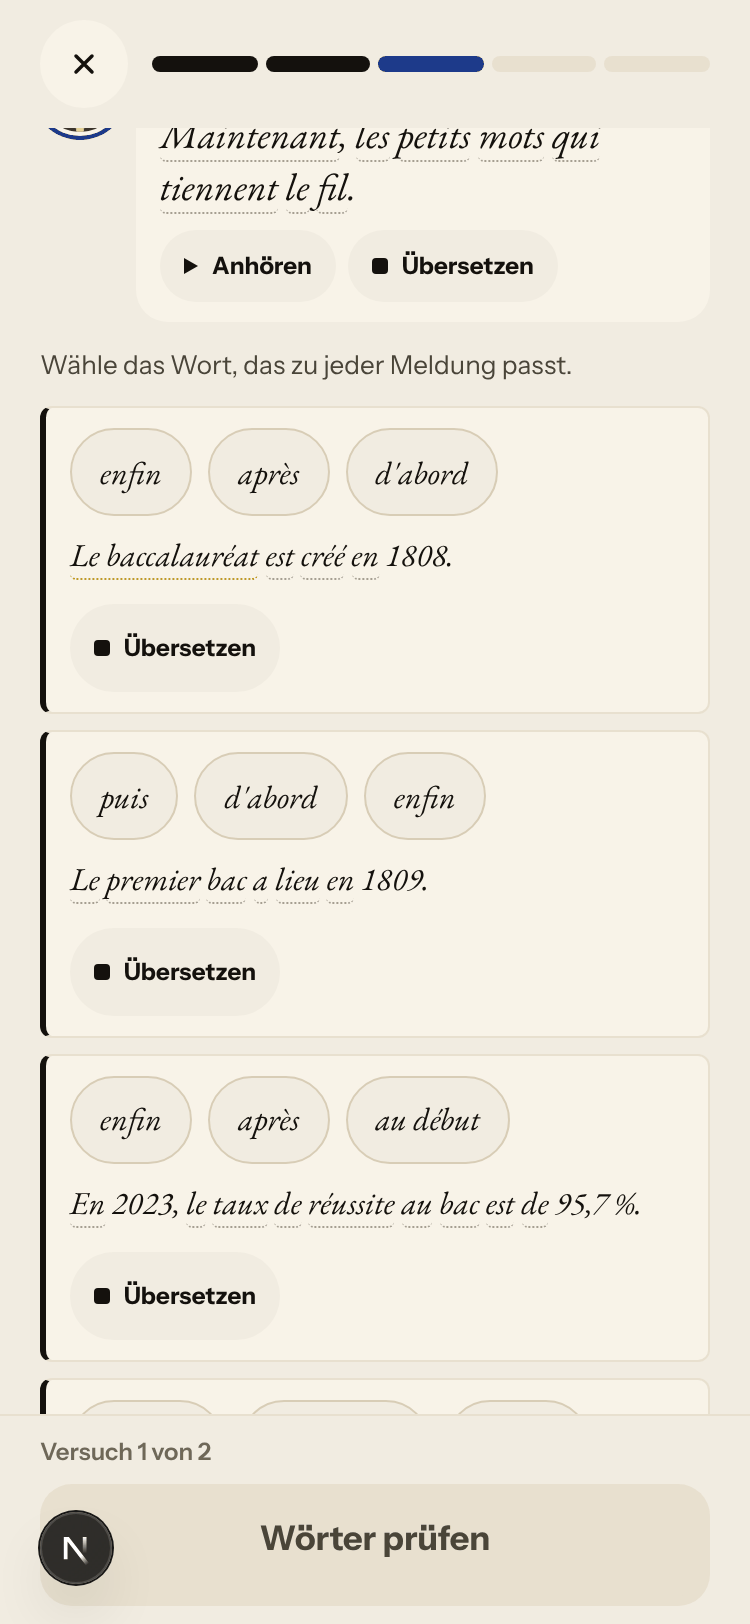 Maintenant, les petits mots qui
tiennent le fil.
Anhören Übersetzen
Wähle das Wort, das zu jeder Meldung passt.
enfin après d'abord
Le baccalauréat est créé en 1808.
Übersetzen
puis d'abord enfin
Le premier bac a lieu en 1809.
Übersetzen
enfin après au début
En 2023, le taux de réussite au bac est de 95,7 %.
Übersetzen
Versuch 1 von 2
Wörter prüfen
N